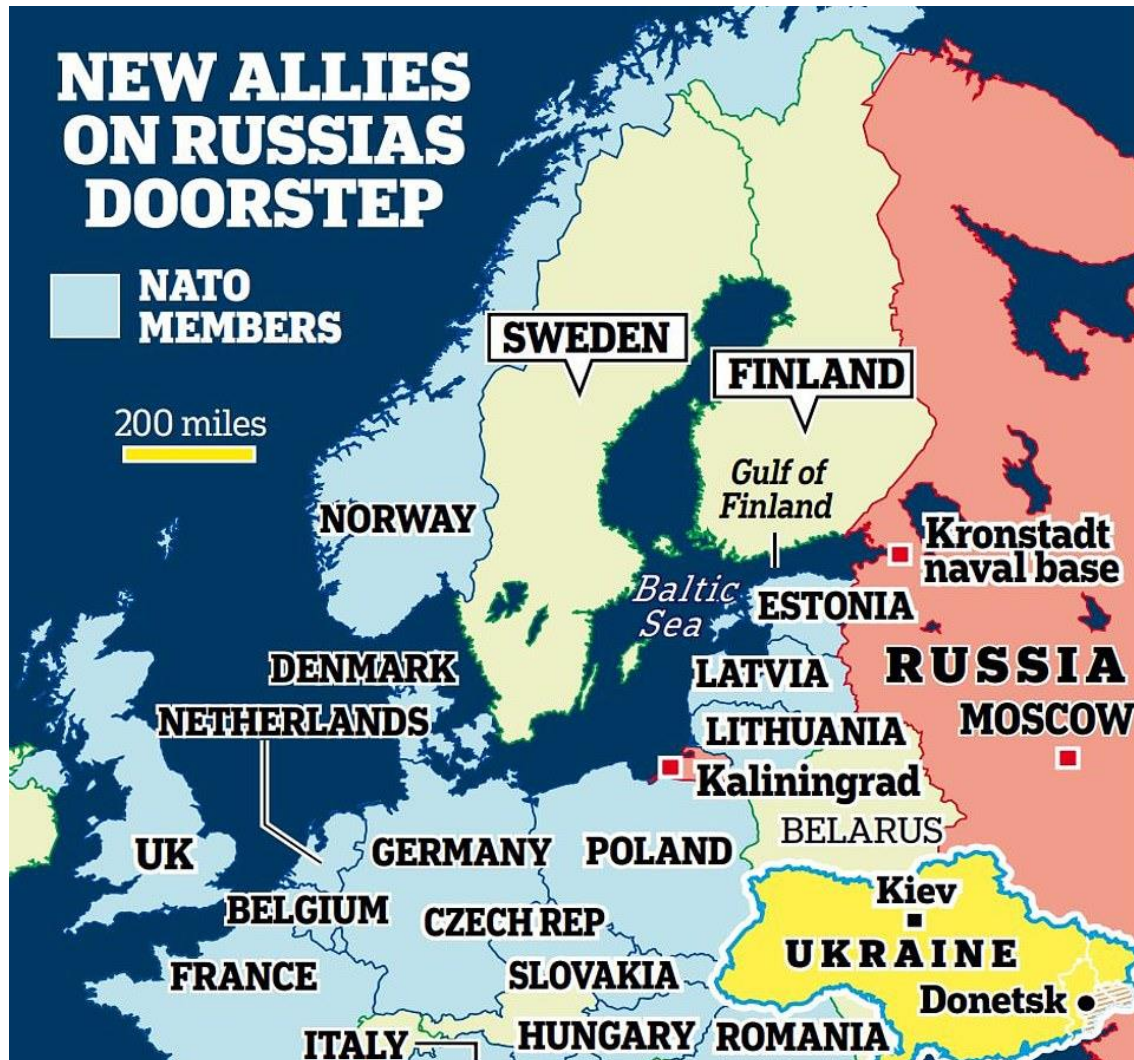 NEW ALLIES
ON RUSSIAS
DOORSTEP
NATO
MEMBERS
200 miles
SWEDEN
FINLAND
Gulf of
Finland
NORWAY
Kronstadt
naval base
Baltic
Sea
ESTONIA
DENMARK
LATVIA
RUSSIA
NETHERLANDS
LITHUANIA
MOSCOW
Kaliningrad
BELARUS
UK
GERMANY
POLAND
Kiev
BELGIUM
CZECH REP
UKRAINE
FRANCE
SLOVAKIA
Donetsk
ITALY
HUNGARY
ROMANIA